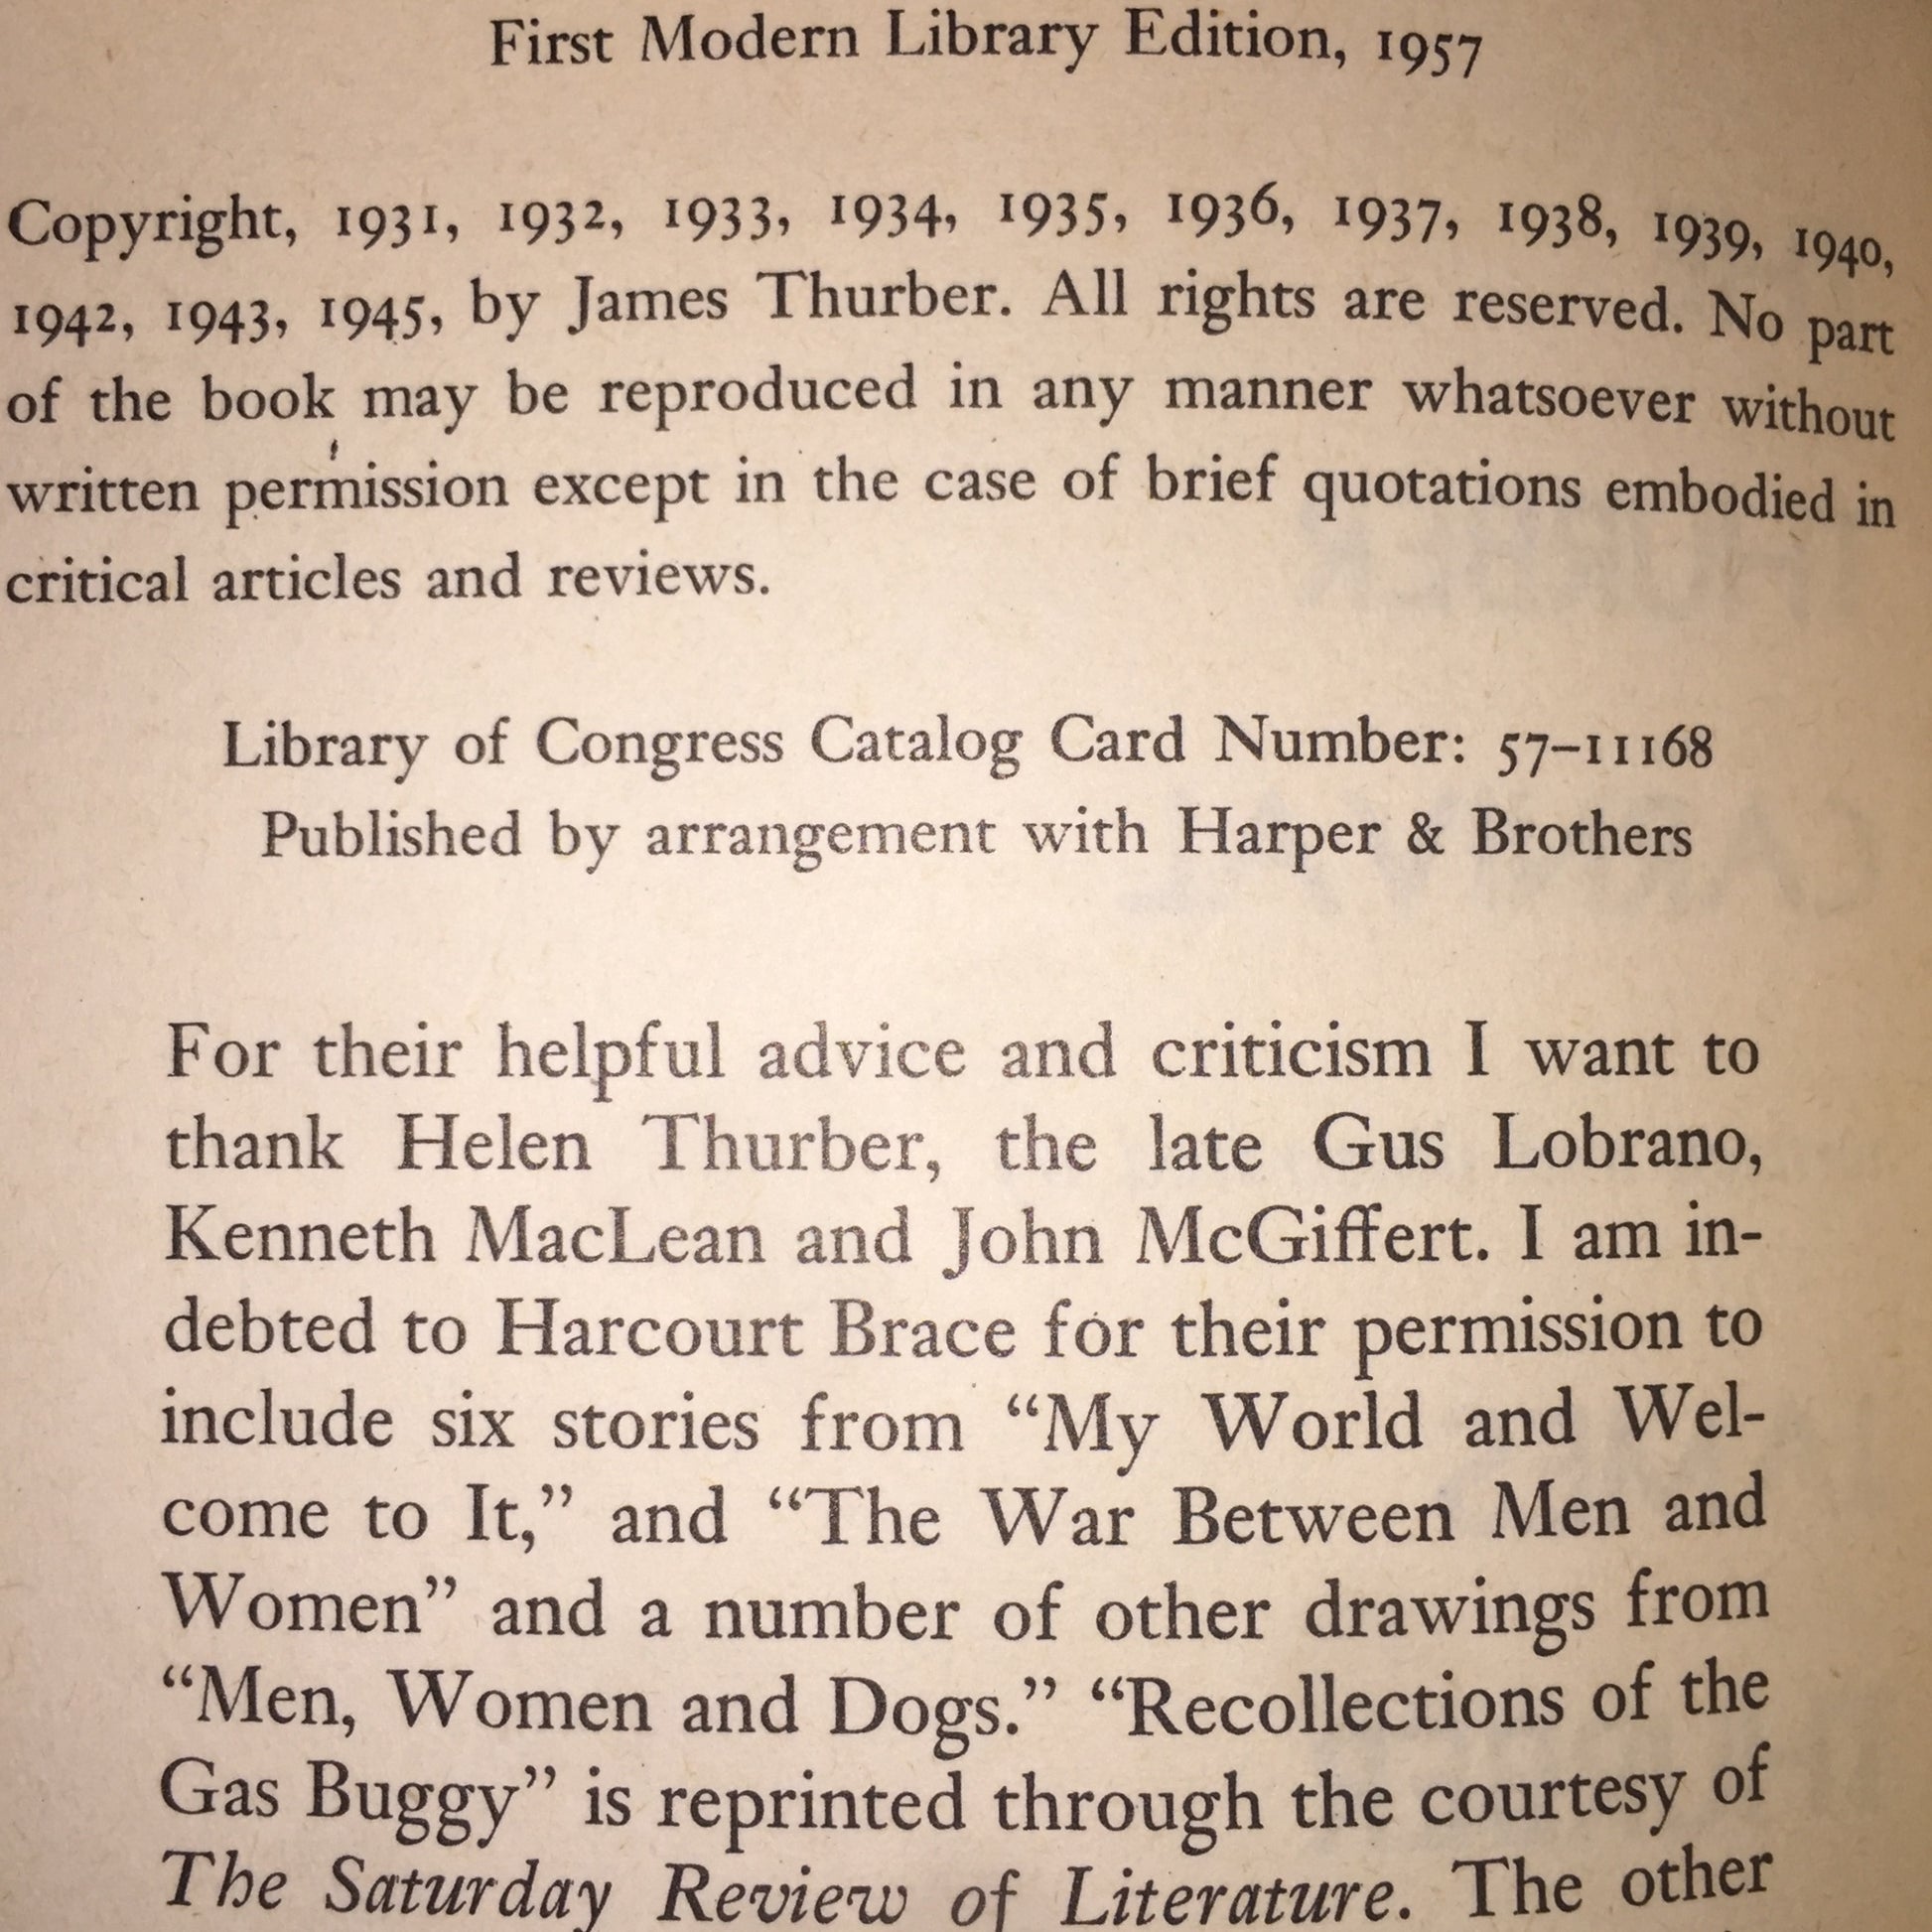 First Modern Library Edition, 1957
Copyright, 1931, 1932, 1933, 1934, 1935, 1936, 1937, 1938, 1939, 1940,
1942, 1943, 1945, by James Thurber. All rights are reserved. No part
of the book may be reproduced in any manner whatsoever without
written permission except in the case of brief quotations embodied in
critical articles and reviews.
Library of Congress Catalog Card Number: 57–11168
Published by arrangement with Harper & Brothers
For their helpful advice and criticism I want to
thank Helen Thurber, the late Gus Lobrano,
Kenneth MacLean and John McGiffert. I am in-
debted to Harcourt Brace for their permission to
include six stories from “My World and Wel-
come to It,” and “The War Between Men and
Women” and a number of other drawings from
“Men, Women and Dogs.” “Recollections of the
Gas Buggy” is reprinted through the courtesy of
The Saturday Review of Literature. The other